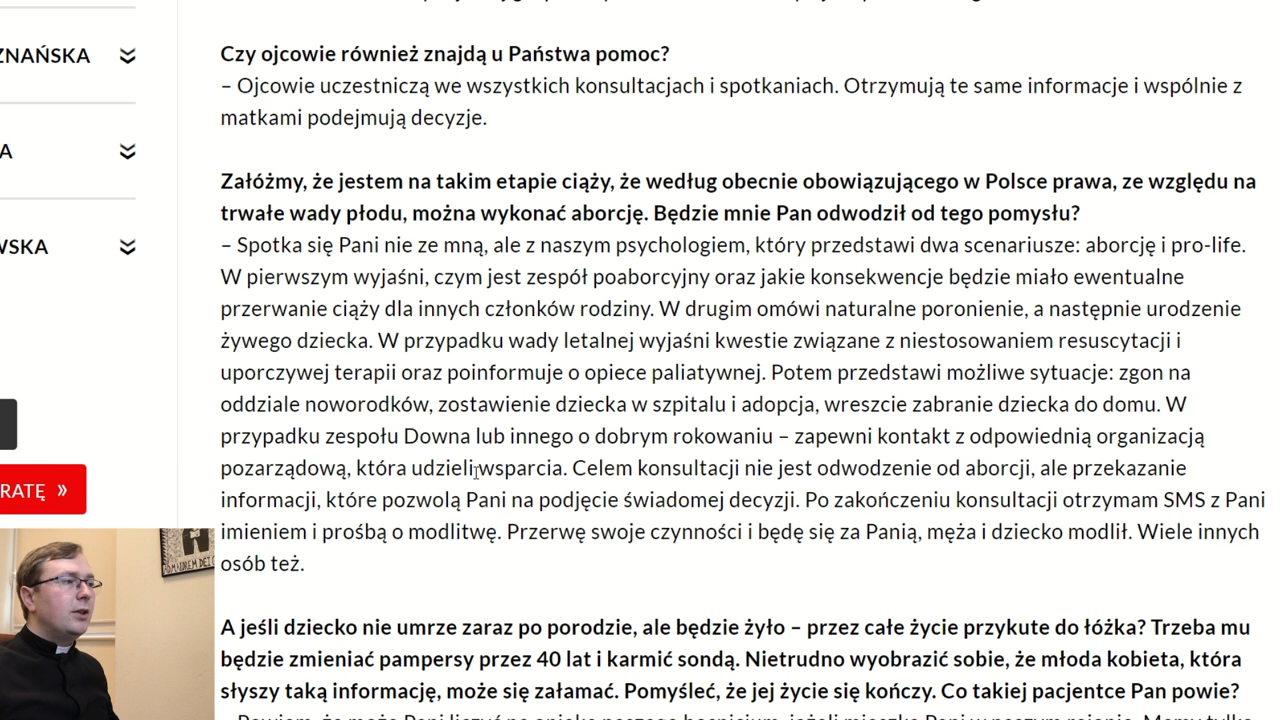 ZNAŃSKA
A
WSKA
RATĘ »
Czy ojcowie również znajdą u Państwa pomoc?
– Ojcowie uczestniczą we wszystkich konsultacjach i spotkaniach. Otrzymują te same informacje i wspólnie z
matkami podejmują decyzje.
Załóżmy, że jestem na takim etapie ciąży, że według obecnie obowiązującego w Polsce prawa, ze względu na
trwałe wady płodu, można wykonać aborcję. Będzie mnie Pan odwodził od tego pomysłu?
– Spotka się Pani nie ze mną, ale z naszym psychologiem, który przedstawi dwa scenariusze: aborcję i pro-life.
W pierwszym wyjaśni, czym jest zespół poaborcyjny oraz jakie konsekwencje będzie miało ewentualne
przerwanie ciąży dla innych członków rodziny. W drugim omówi naturalne poronienie, a następnie urodzenie
żywego dziecka. W przypadku wady letalnej wyjaśni kwestie związane z niestosowaniem resuscytacji i
uporczywej terapii oraz poinformuje o opiece paliatywnej. Potem przedstawi możliwe sytuacje: zgon na
oddziale noworodków, zostawienie dziecka w szpitalu i adopcja, wreszcie zabranie dziecka do domu. W
przypadku zespołu Downa lub innego o dobrym rokowaniu – zapewni kontakt z odpowiednią organizacją
pozarządową, która udzieli wsparcia. Celem konsultacji nie jest odwodzenie od aborcji, ale przekazanie
informacji, które pozwolą Pani na podjęcie świadomej decyzji. Po zakończeniu konsultacji otrzymam SMS z Pani
imieniem i prośbą o modlitwę. Przerwę swoje czynności i będę się za Panią, męża i dziecko modlił. Wiele innych
osób też.
A jeśli dziecko nie umrze zaraz po porodzie, ale będzie żyło – przez całe życie przykute do łóżka? Trzeba mu
będzie zmieniać pampersy przez 40 lat i karmić sondą. Nietrudno wyobrazić sobie, że młoda kobieta, która
słyszy taką informację, może się załamać. Pomyśleć, że jej życie się kończy. Co takiej pacjentce Pan powie?